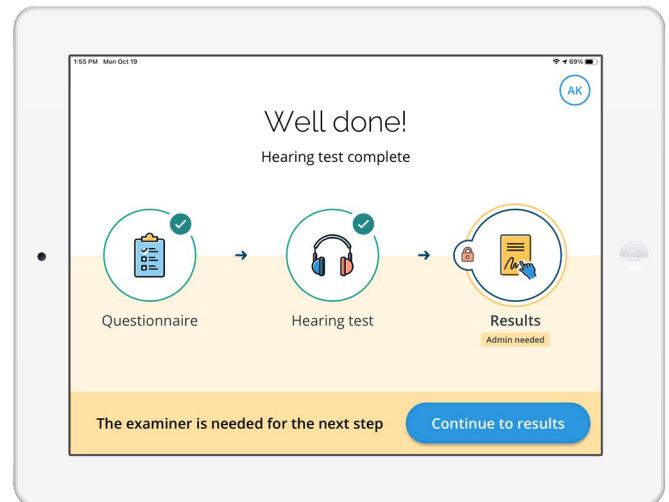 1:55 PM Mon Oct 19
69%
AK
Well done!
Hearing test complete
Questionnaire
Hearing test
Results
Admin needed
The examiner is needed for the next step
Continue to results